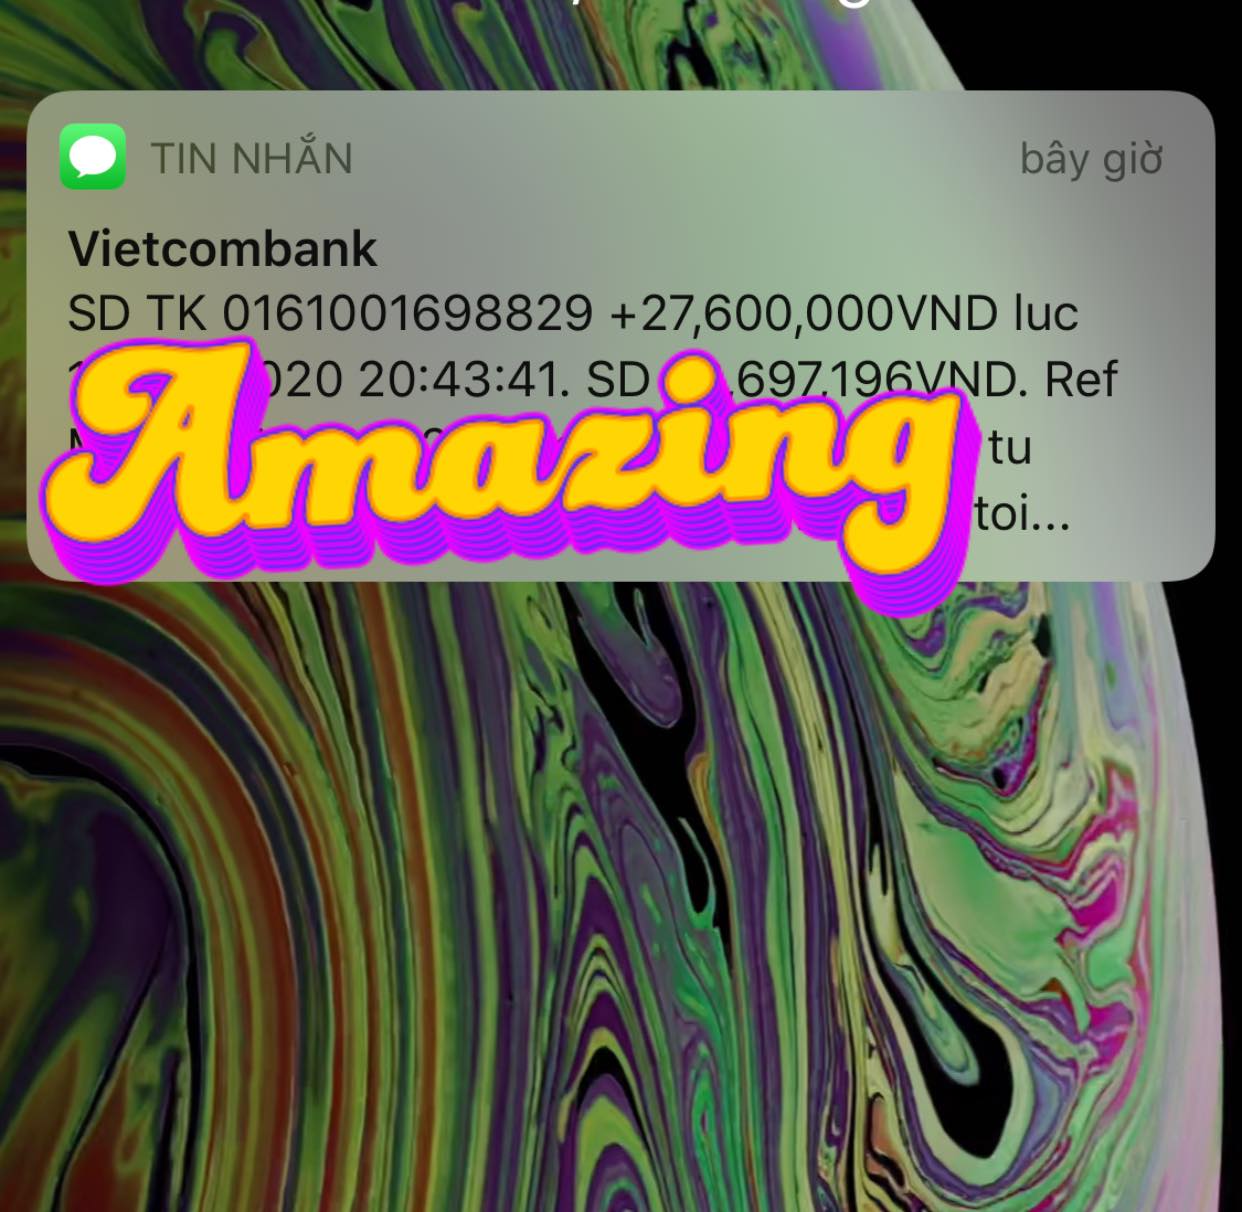 TIN NHẮN
bây giờ
Vietcombank
SD TK 0161001698829 +27,600,000VND luc
20:43:41. SD ,697,196VND. Ref
tu
toi...
Amazing